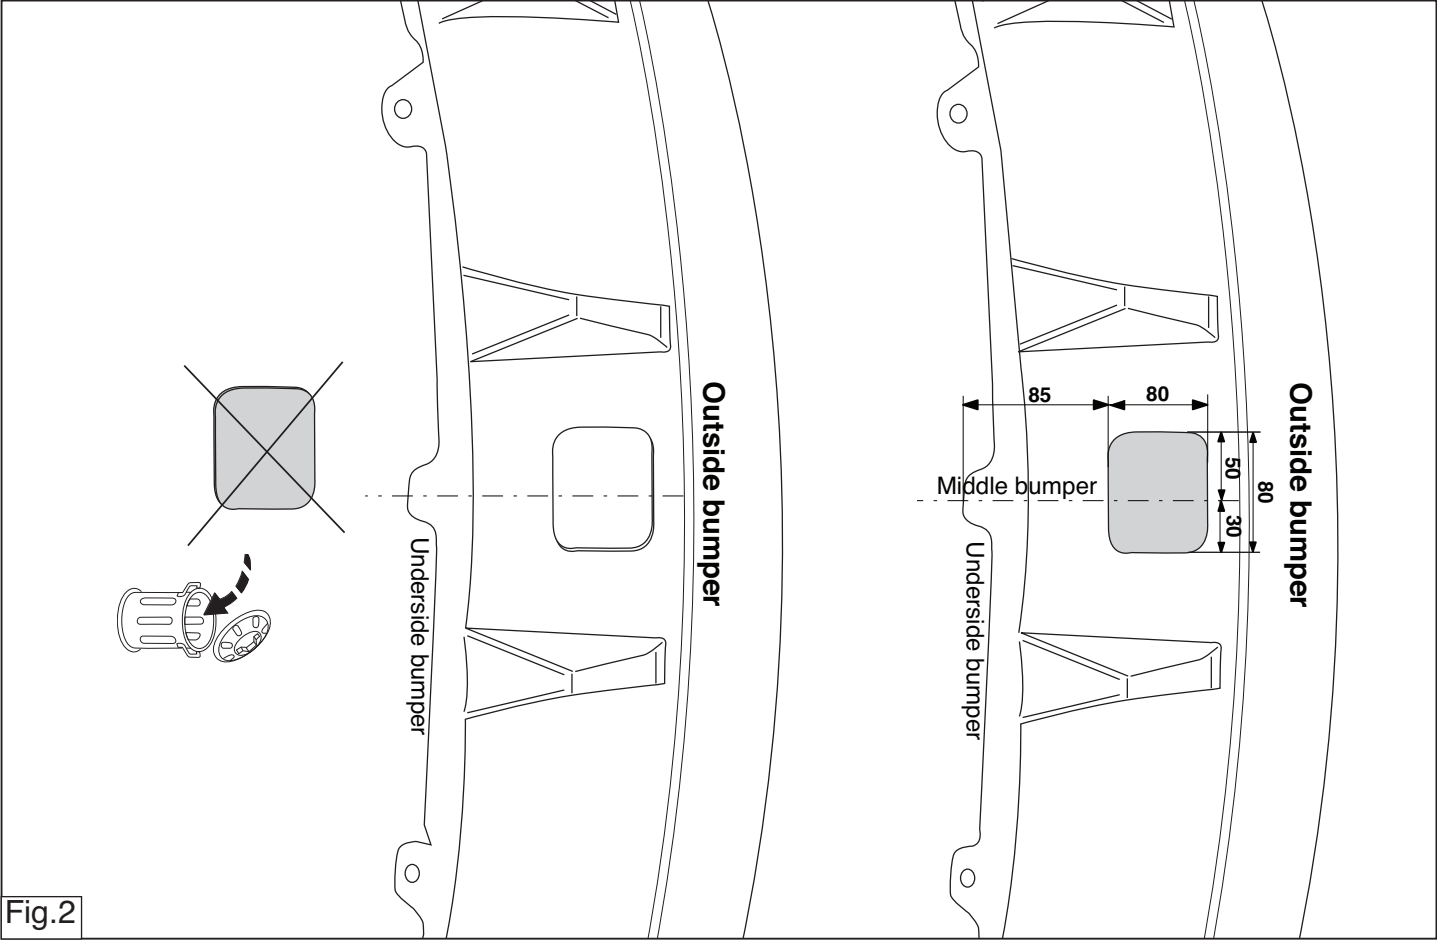 Outside bumper
Underside bumper
85
80
50
80
30
Middle bumper
Outside bumper
Underside bumper
Fig.2